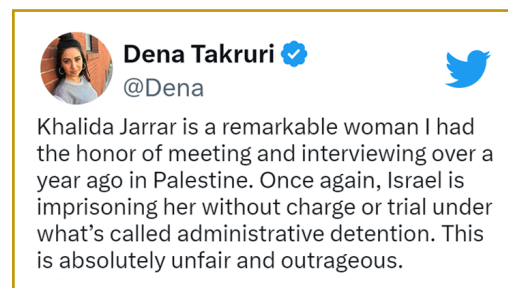 Dena Takruri
@Dena
Khalida Jarrar is a remarkable woman I had
the honor of meeting and interviewing over a
year ago in Palestine. Once again, Israel is
imprisoning her without charge or trial under
what’s called administrative detention. This
is absolutely unfair and outrageous.